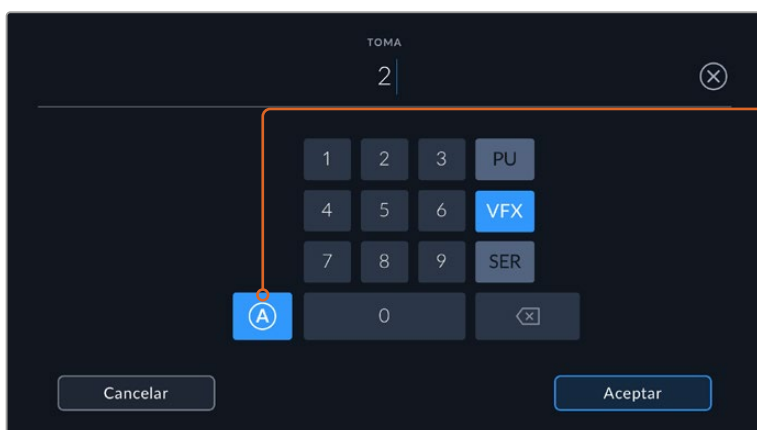 TOMA
2
1 2 3 PU
4 5 6 VFX
7 8 9 SER
A 0
Cancelar Aceptar